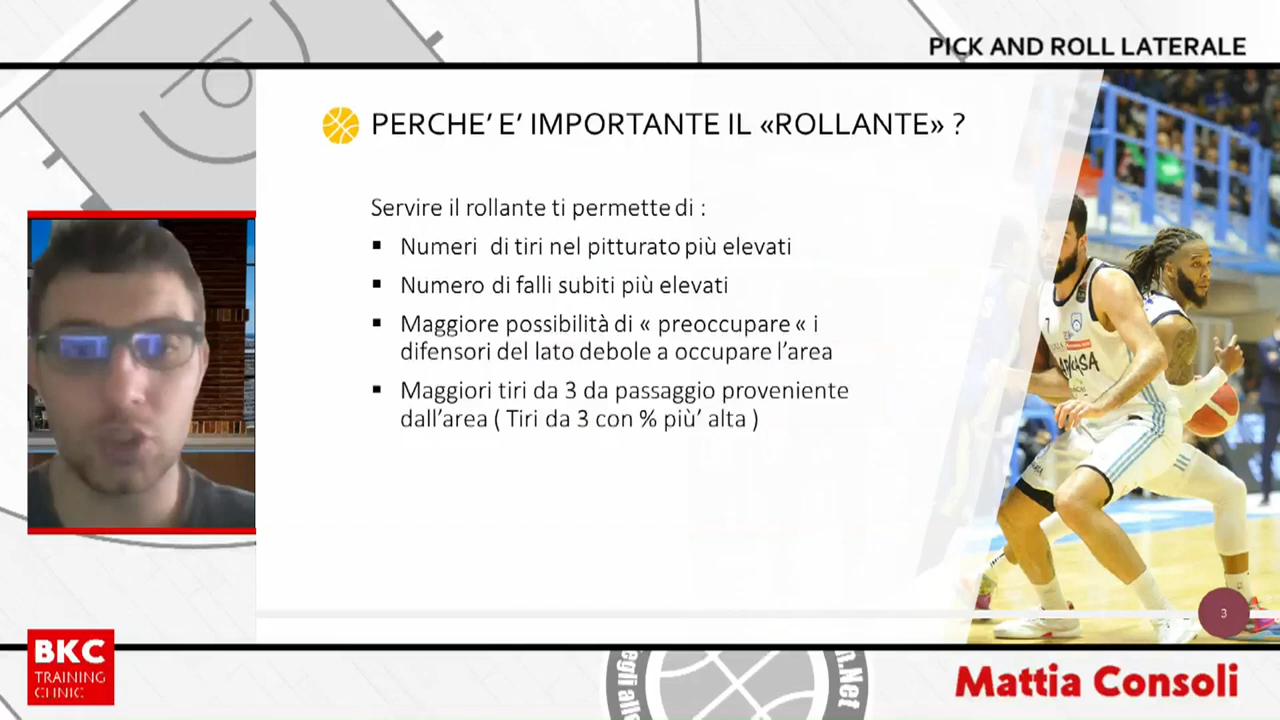 PICK AND ROLL LATERALE
PERCHE’ E’ IMPORTANTE IL «ROLLANTE» ?
Servire il rollante ti permette di :
▪ Numeri di tiri nel pitturato più elevati
▪ Numero di falli subiti più elevati
▪ Maggiore possibilità di « preoccupare « i
difensori del lato debole a occupare l’area
▪ Maggiori tiri da 3 da passaggio proveniente
dall’area ( Tiri da 3 con % più’ alta )
7
3
BKC
TRAINING
CLINIC
n.Net
Mattia Consoli